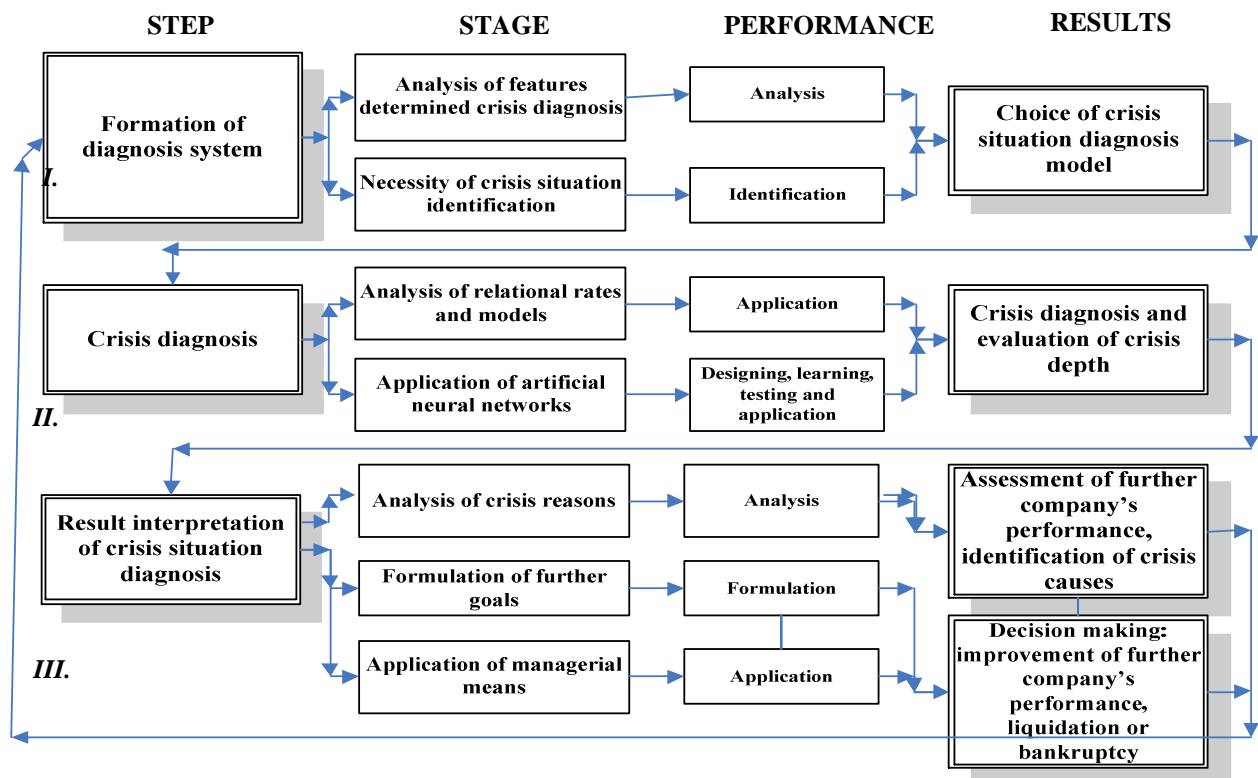 STEP
STAGE
PERFORMANCE
RESULTS
I.
Formation of
diagnosis system
Analysis of features
determined crisis diagnosis
Analysis
Necessity of crisis situation
identification
Identification
Choice of crisis
situation diagnosis
model
II.
Crisis diagnosis
Analysis of relational rates
and models
Application
Application of artificial
neural networks
Designing, learning,
testing and
application
Crisis diagnosis and
evaluation of crisis
depth
III.
Result interpretation
of crisis situation
diagnosis
Analysis of crisis reasons
Analysis
Formulation of further
goals
Formulation
Application of managerial
means
Application
Assessment of further
company’s
performance,
identification of crisis
causes
Decision making:
improvement of further
company’s
performance,
liquidation or
bankruptcy